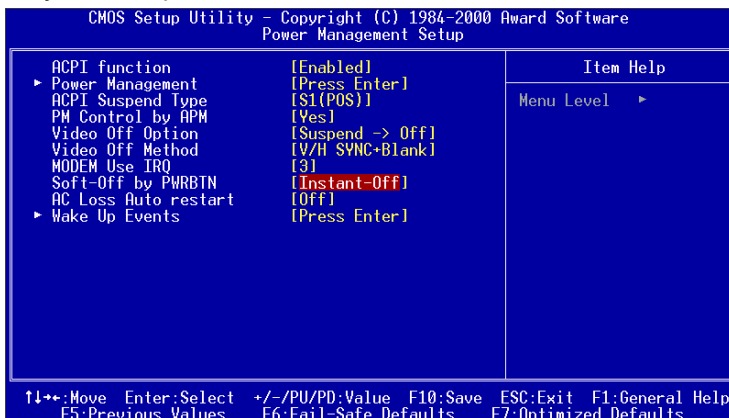 CMOS Setup Utility - Copyright (C) 1984-2000 Award Software
Power Management Setup
ACPI function [Enabled]
► Power Management [Press Enter]
ACPI Suspend Type [S1(POS)]
PM Control by APM [Yes]
Video Off Option [Suspend -> Off]
Video Off Method [V/H SYNC+Blank]
MODEM Use IRQ [3]
Soft-Off by PWRBTN [Instant-Off]
AC Loss Auto restart [Off]
► Wake Up Events [Press Enter]
Item Help
Menu Level ►
↑↓→←:Move Enter:Select +/-/PU/PD:Value F10:Save ESC:Exit F1:General Help
F5:Previous Values F6:Fail-Safe Defaults F7:Optimized Defaults